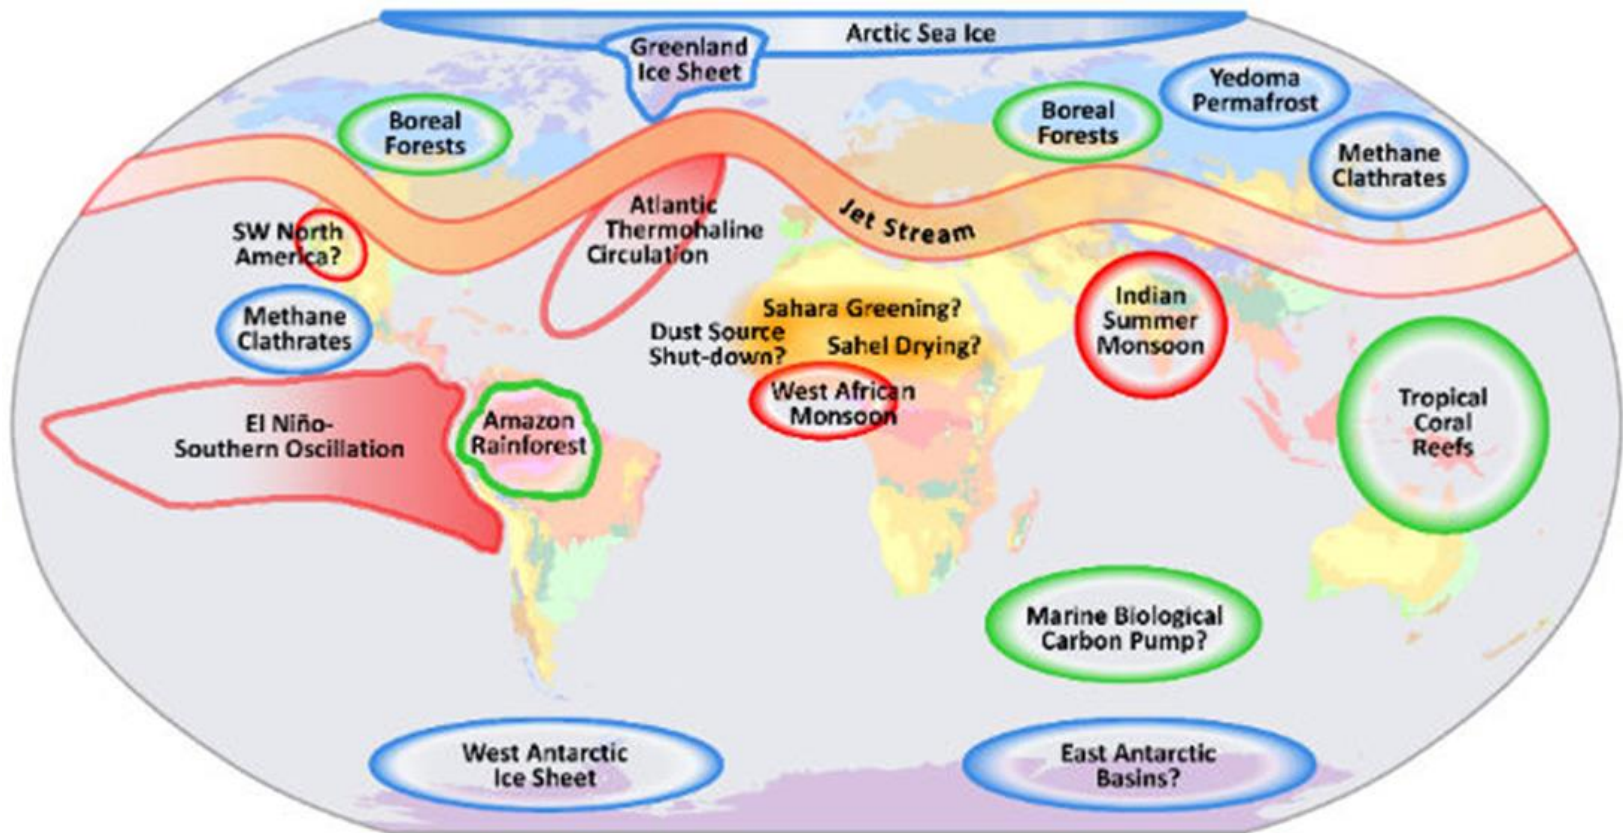 Arctic Sea Ice
Greenland
Ice Sheet
Yedoma
Permafrost
Boreal
Forests
Boreal
Forests
Methane
Clathrates
Jet Stream
Atlantic
Thermohaline
Circulation
SW North
America?
Methane
Clathrates
Sahara Greening?
Dust Source
Shut-down?
Sahel Drying?
Indian
Summer
Monsoon
West African
Monsoon
El Niño-
Southern Oscillation
Amazon
Rainforest
Tropical
Coral
Reefs
Marine Biological
Carbon Pump?
West Antarctic
Ice Sheet
East Antarctic
Basins?